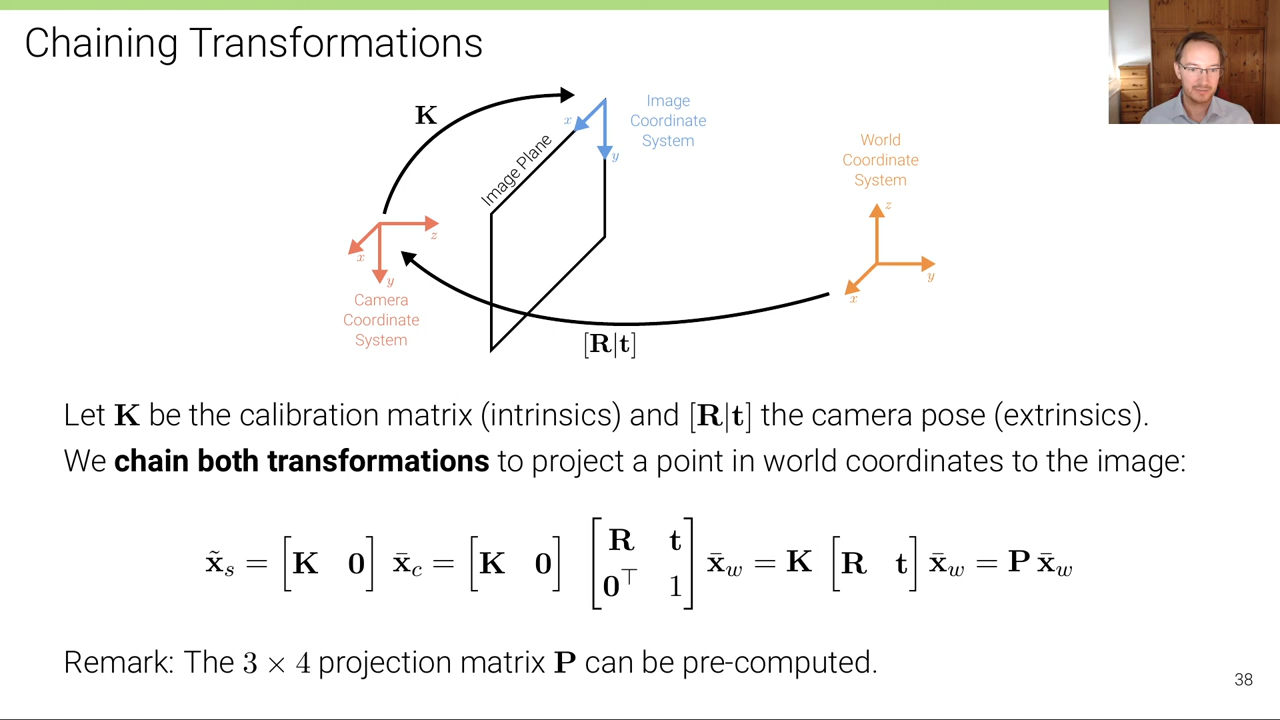 Chaining Transformations
K
Image
Coordinate
System
x
y
Image Plane
World
Coordinate
System
z
y
x
z
x
y
Camera
Coordinate
System
[R|t]
Let K be the calibration matrix (intrinsics) and [R|t] the camera pose (extrinsics).
We chain both transformations to project a point in world coordinates to the image:
x̃_s = [K 0] x̄_c = [K 0] [R t; 0^⊤ 1] x̄_w = K [R t] x̄_w = P x̄_w
Remark: The 3 × 4 projection matrix P can be pre-computed.
38